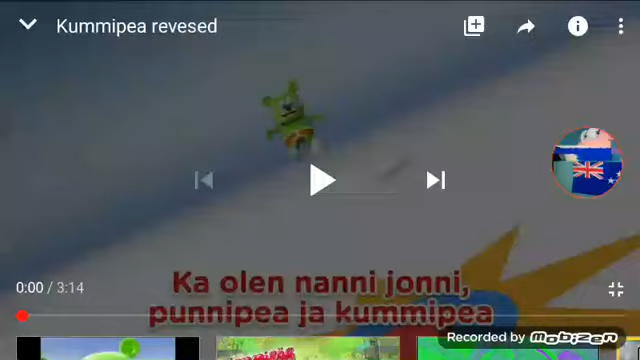 Kummipea revesed
0:00 / 3:14
Ka olen nanni jonni,
punnipea ja kummipea
Recorded by mobizen